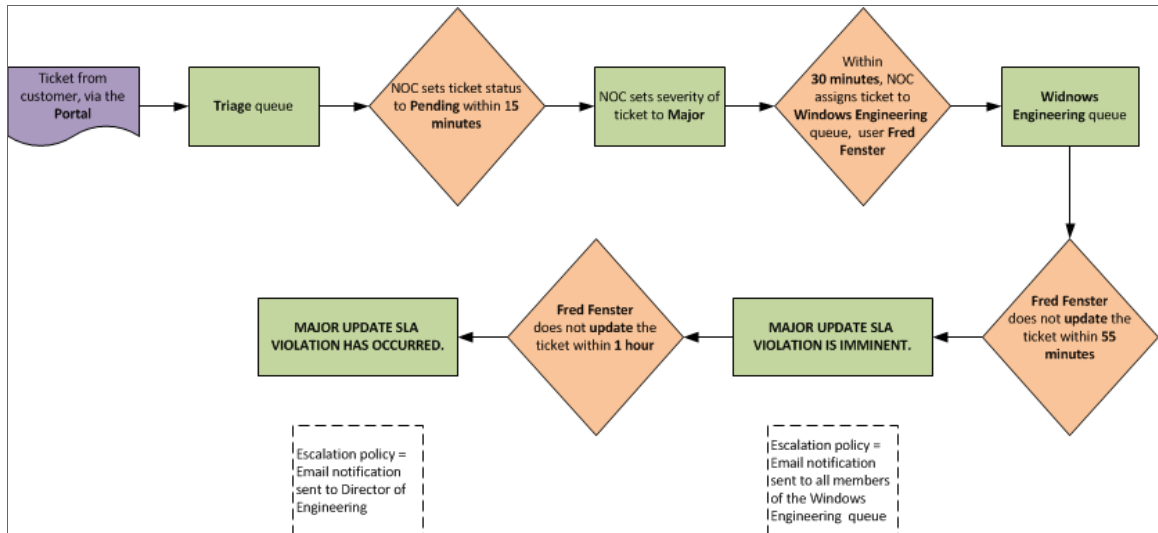 Ticket from
customer, via the
Portal
Triage queue
NOC sets ticket status
to Pending within 15
minutes
NOC sets severity of
ticket to Major
Within
30 minutes, NOC
assigns ticket to
Windows Engineering
queue, user Fred
Fenster
Widnows
Engineering queue
Fred Fenster
does not update the
ticket within 55
minutes
MAJOR UPDATE SLA
VIOLATION IS IMMINENT.
Fred Fenster
does not update the
ticket within 1 hour
MAJOR UPDATE SLA
VIOLATION HAS OCCURRED.
Escalation policy =
Email notification
sent to Director of
Engineering
Escalation policy =
Email notification
sent to all members
of the Windows
Engineering queue